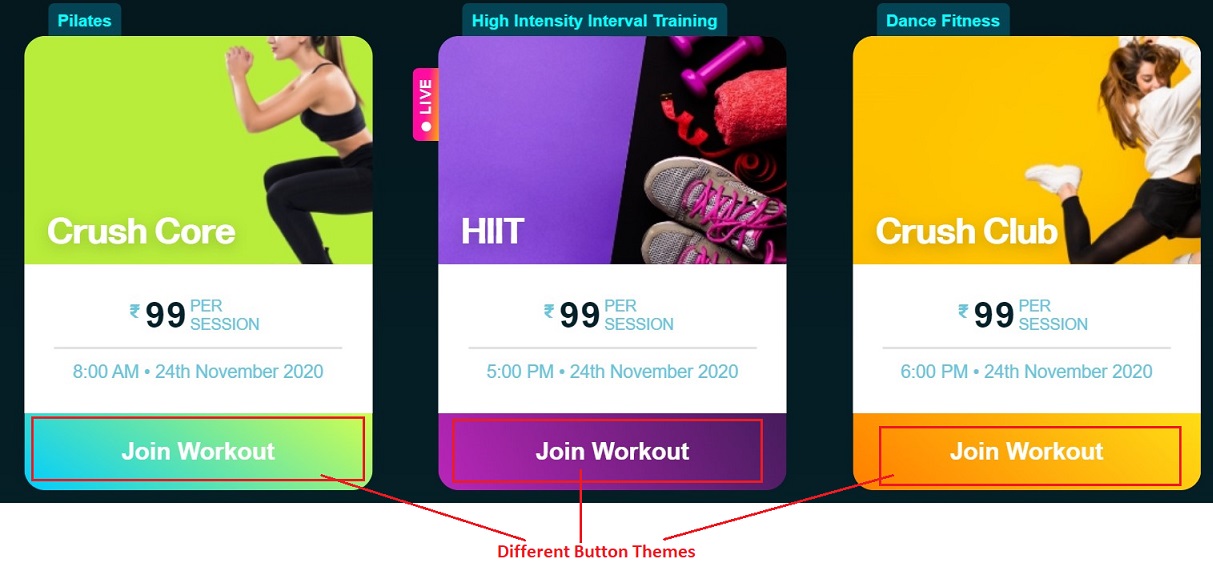 Pilates
Crush Core
₹ 99 PER
SESSION
8:00 AM • 24th November 2020
Join Workout
High Intensity Interval Training
LIVE
HIIT
₹ 99 PER
SESSION
5:00 PM • 24th November 2020
Join Workout
Dance Fitness
Crush Club
₹ 99 PER
SESSION
6:00 PM • 24th November 2020
Join Workout
Different Button Themes